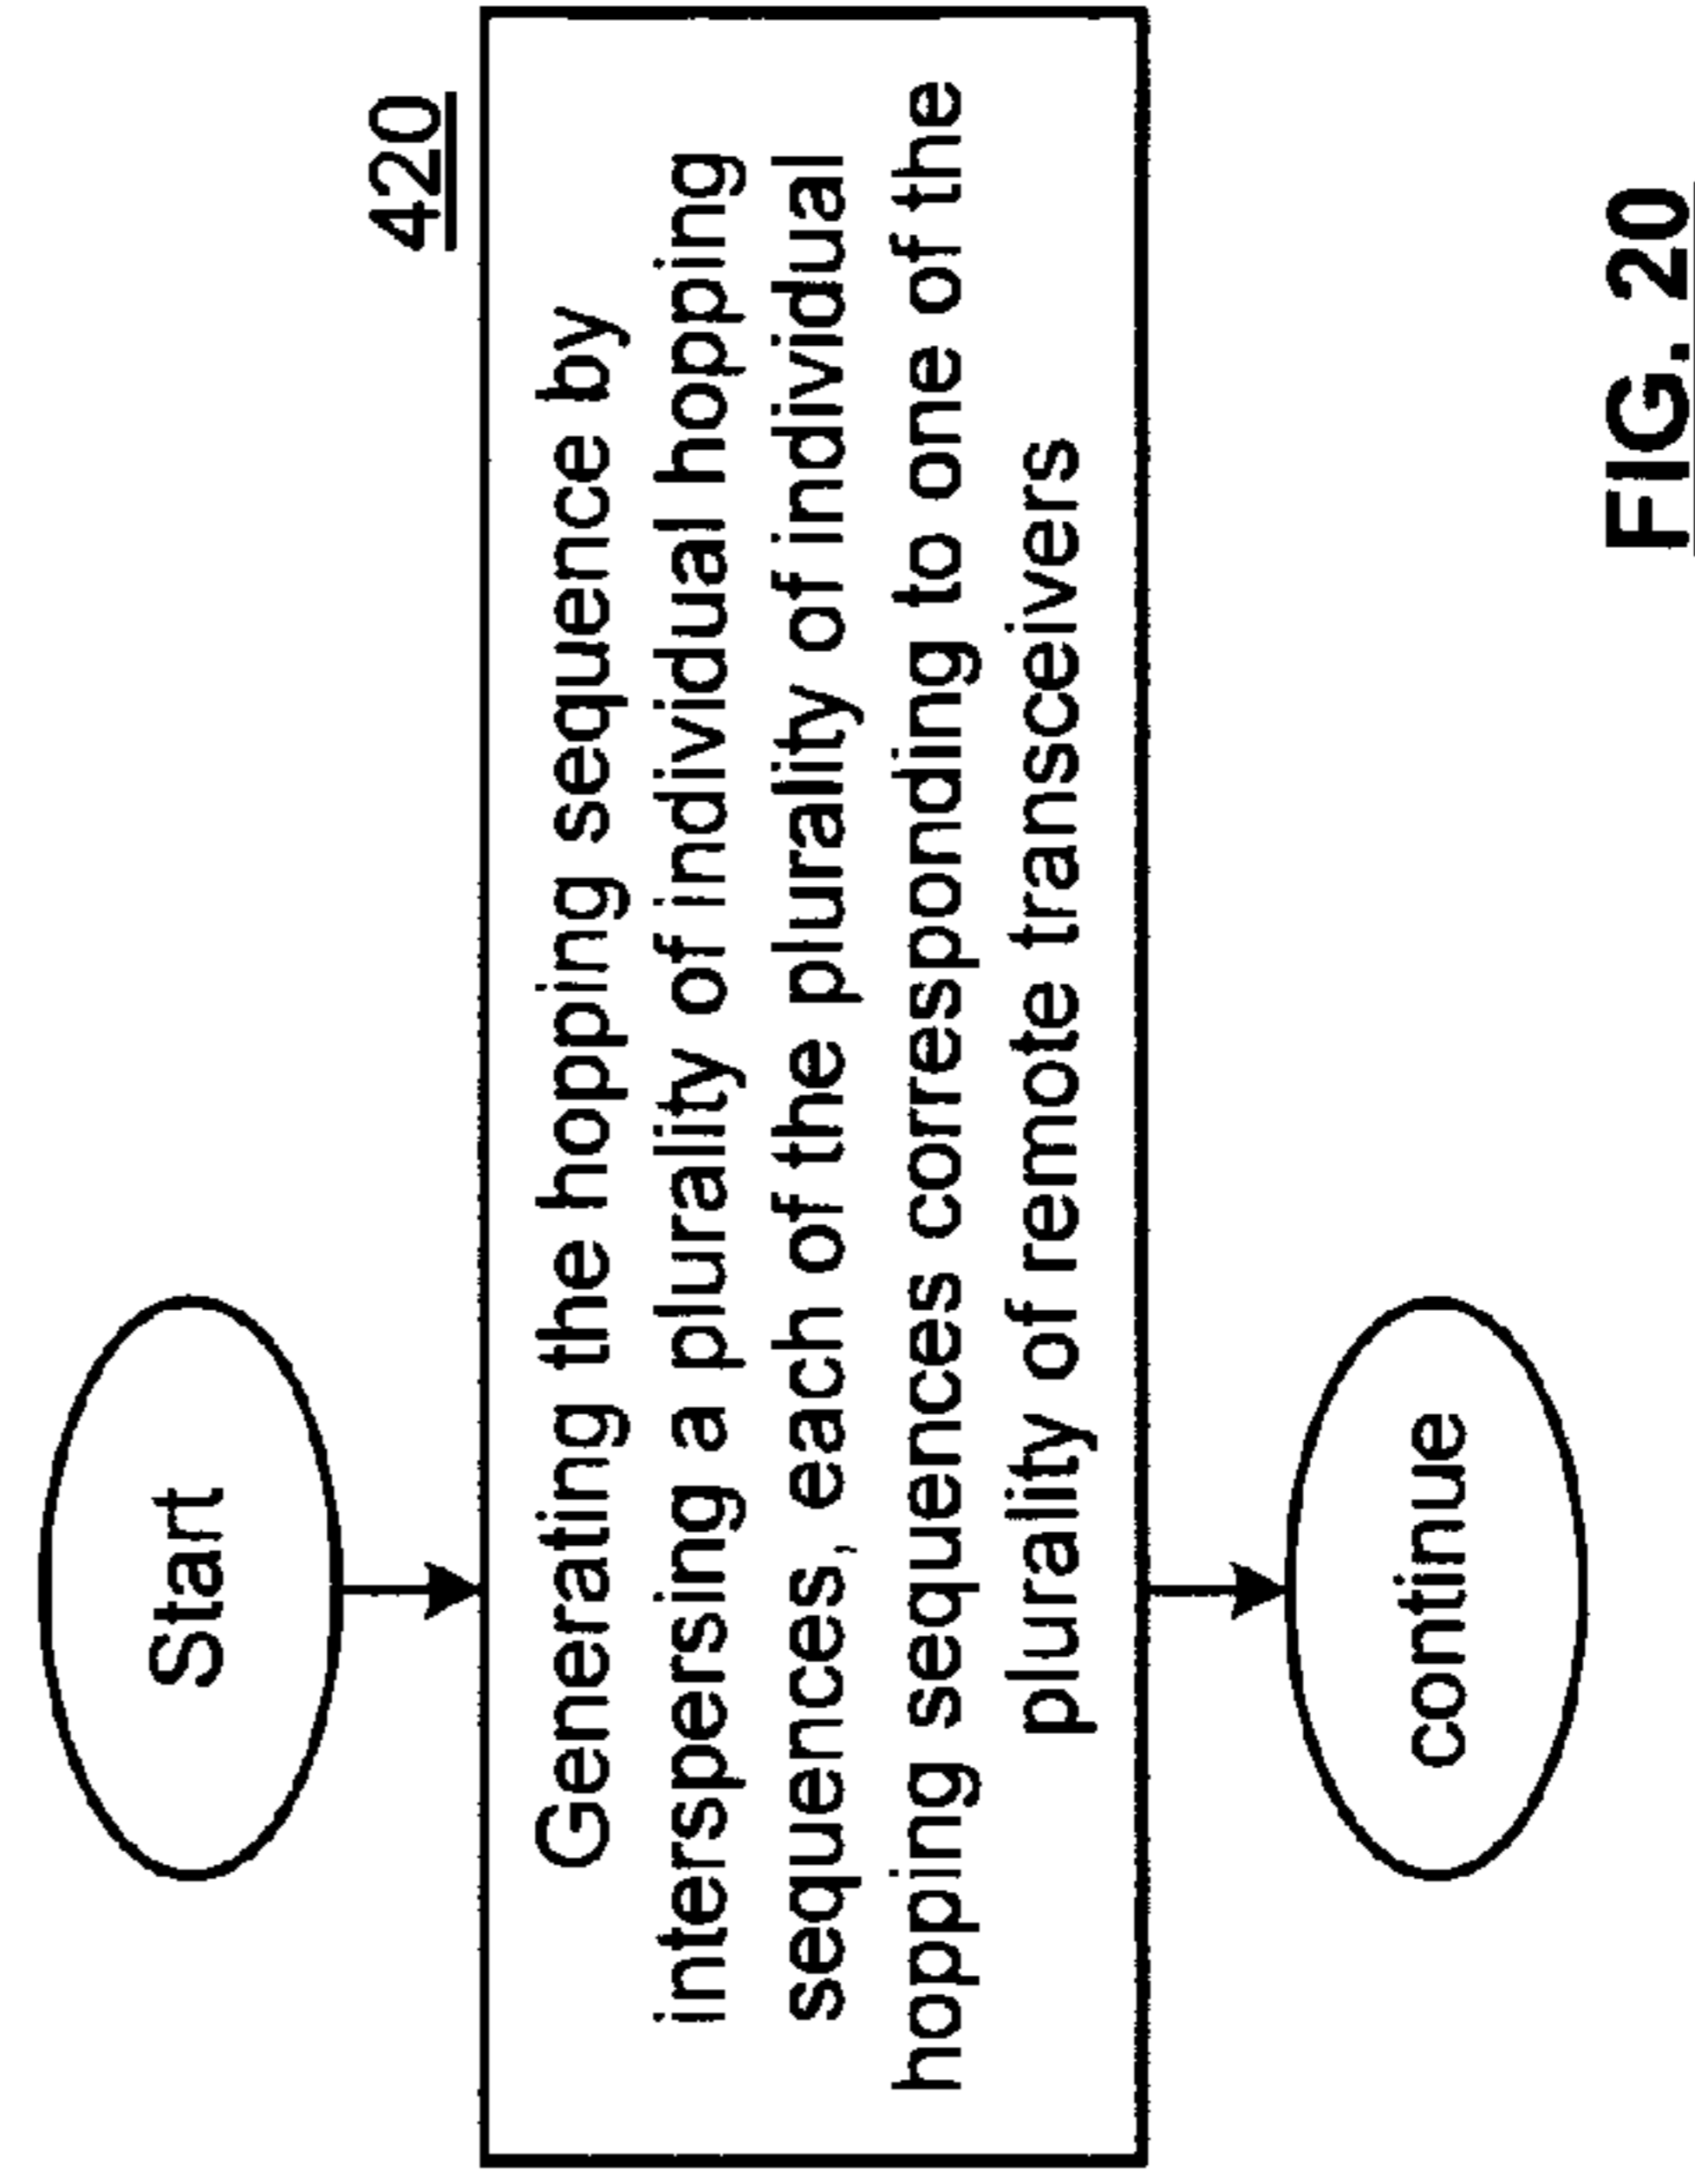 Start
420
Generating the hopping sequence by
interspersing a plurality of individual hopping
sequences, each of the plurality of individual
hopping sequences corresponding to one of the
plurality of remote transceivers
continue
FIG. 20